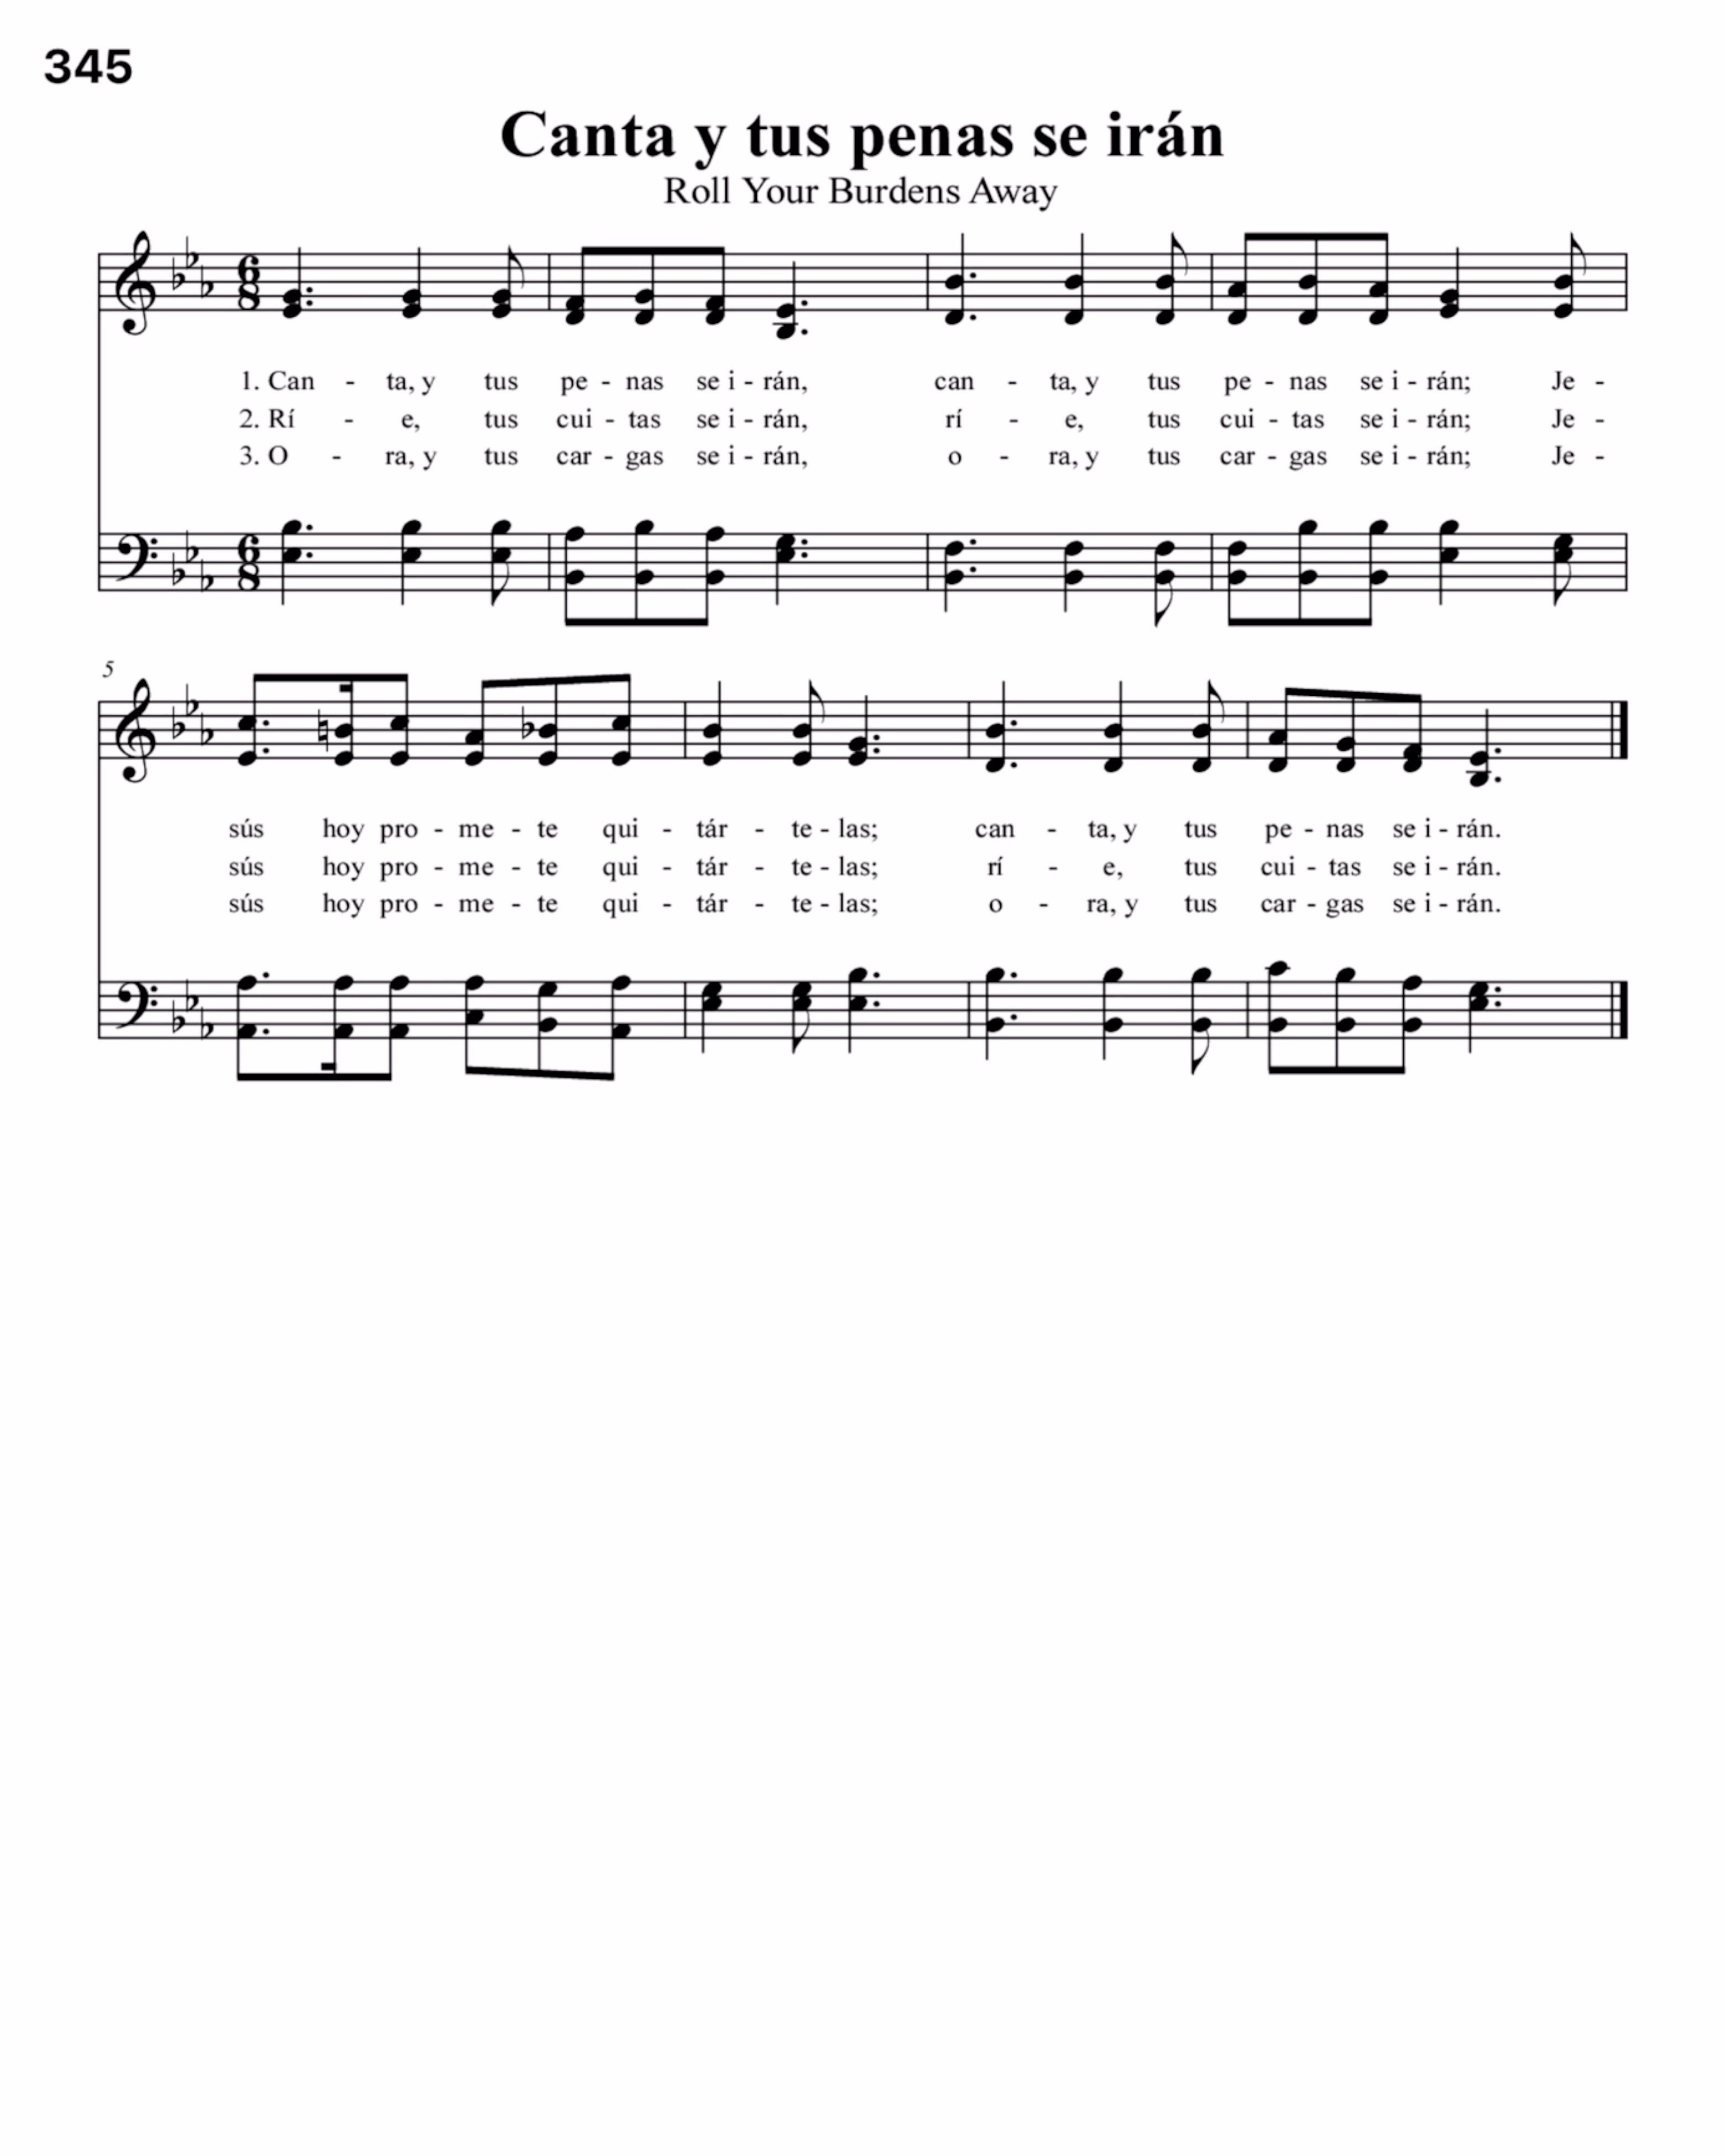 345
Canta y tus penas se irán
Roll Your Burdens Away
1. Can - ta, y tus pe - nas se i - rán, can - ta, y tus pe - nas se i - rán; Je -
2. Rí - e, tus cui - tas se i - rán, rí - e, tus cui - tas se i - rán; Je -
3. O - ra, y tus car - gas se i - rán, o - ra, y tus car - gas se i - rán; Je -
5
sús hoy pro - me - te qui - tár - te - las; can - ta, y tus pe - nas se i - rán.
sús hoy pro - me - te qui - tár - te - las; rí - e, tus cui - tas se i - rán.
sús hoy pro - me - te qui - tár - te - las; o - ra, y tus car - gas se i - rán.